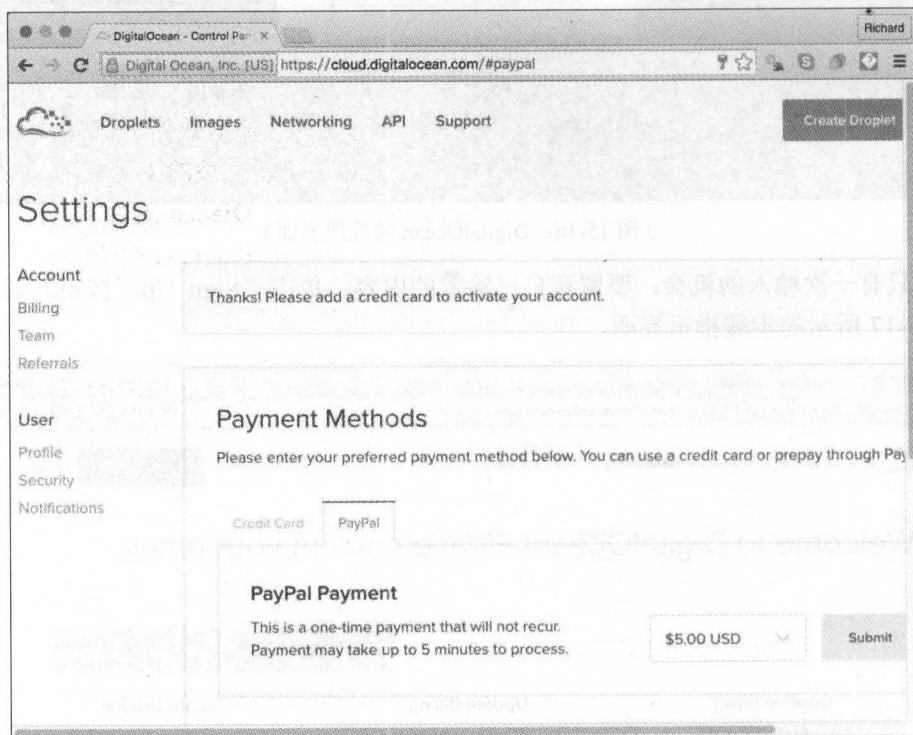 DigitalOcean - Control Par ×
Richard
Digital Ocean, Inc. [US] https://cloud.digitalocean.com/#paypal
Droplets Images Networking API Support
Create Droplet
Settings
Account
Billing
Team
Referrals
User
Profile
Security
Notifications
Thanks! Please add a credit card to activate your account.
Payment Methods
Please enter your preferred payment method below. You can use a credit card or prepay through Pay
Credit Card PayPal
PayPal Payment
This is a one-time payment that will not recur.
Payment may take up to 5 minutes to process.
$5.00 USD
Submit